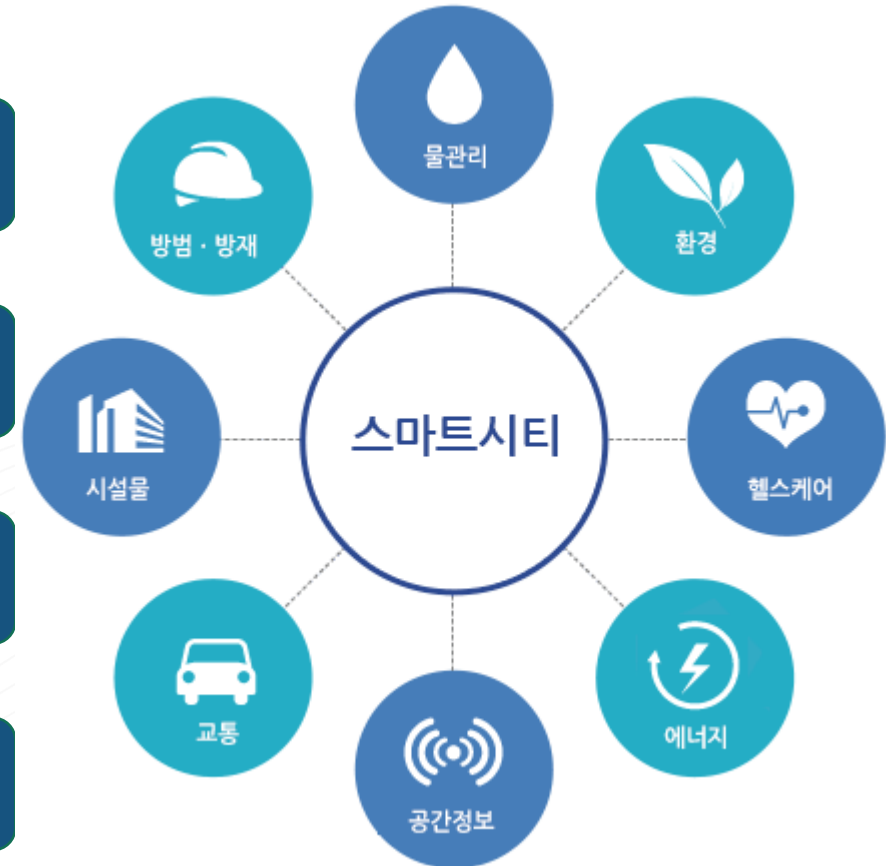 물관리
방범 · 방재
환경
스마트시티
시설물
헬스케어
교통
에너지
공간정보